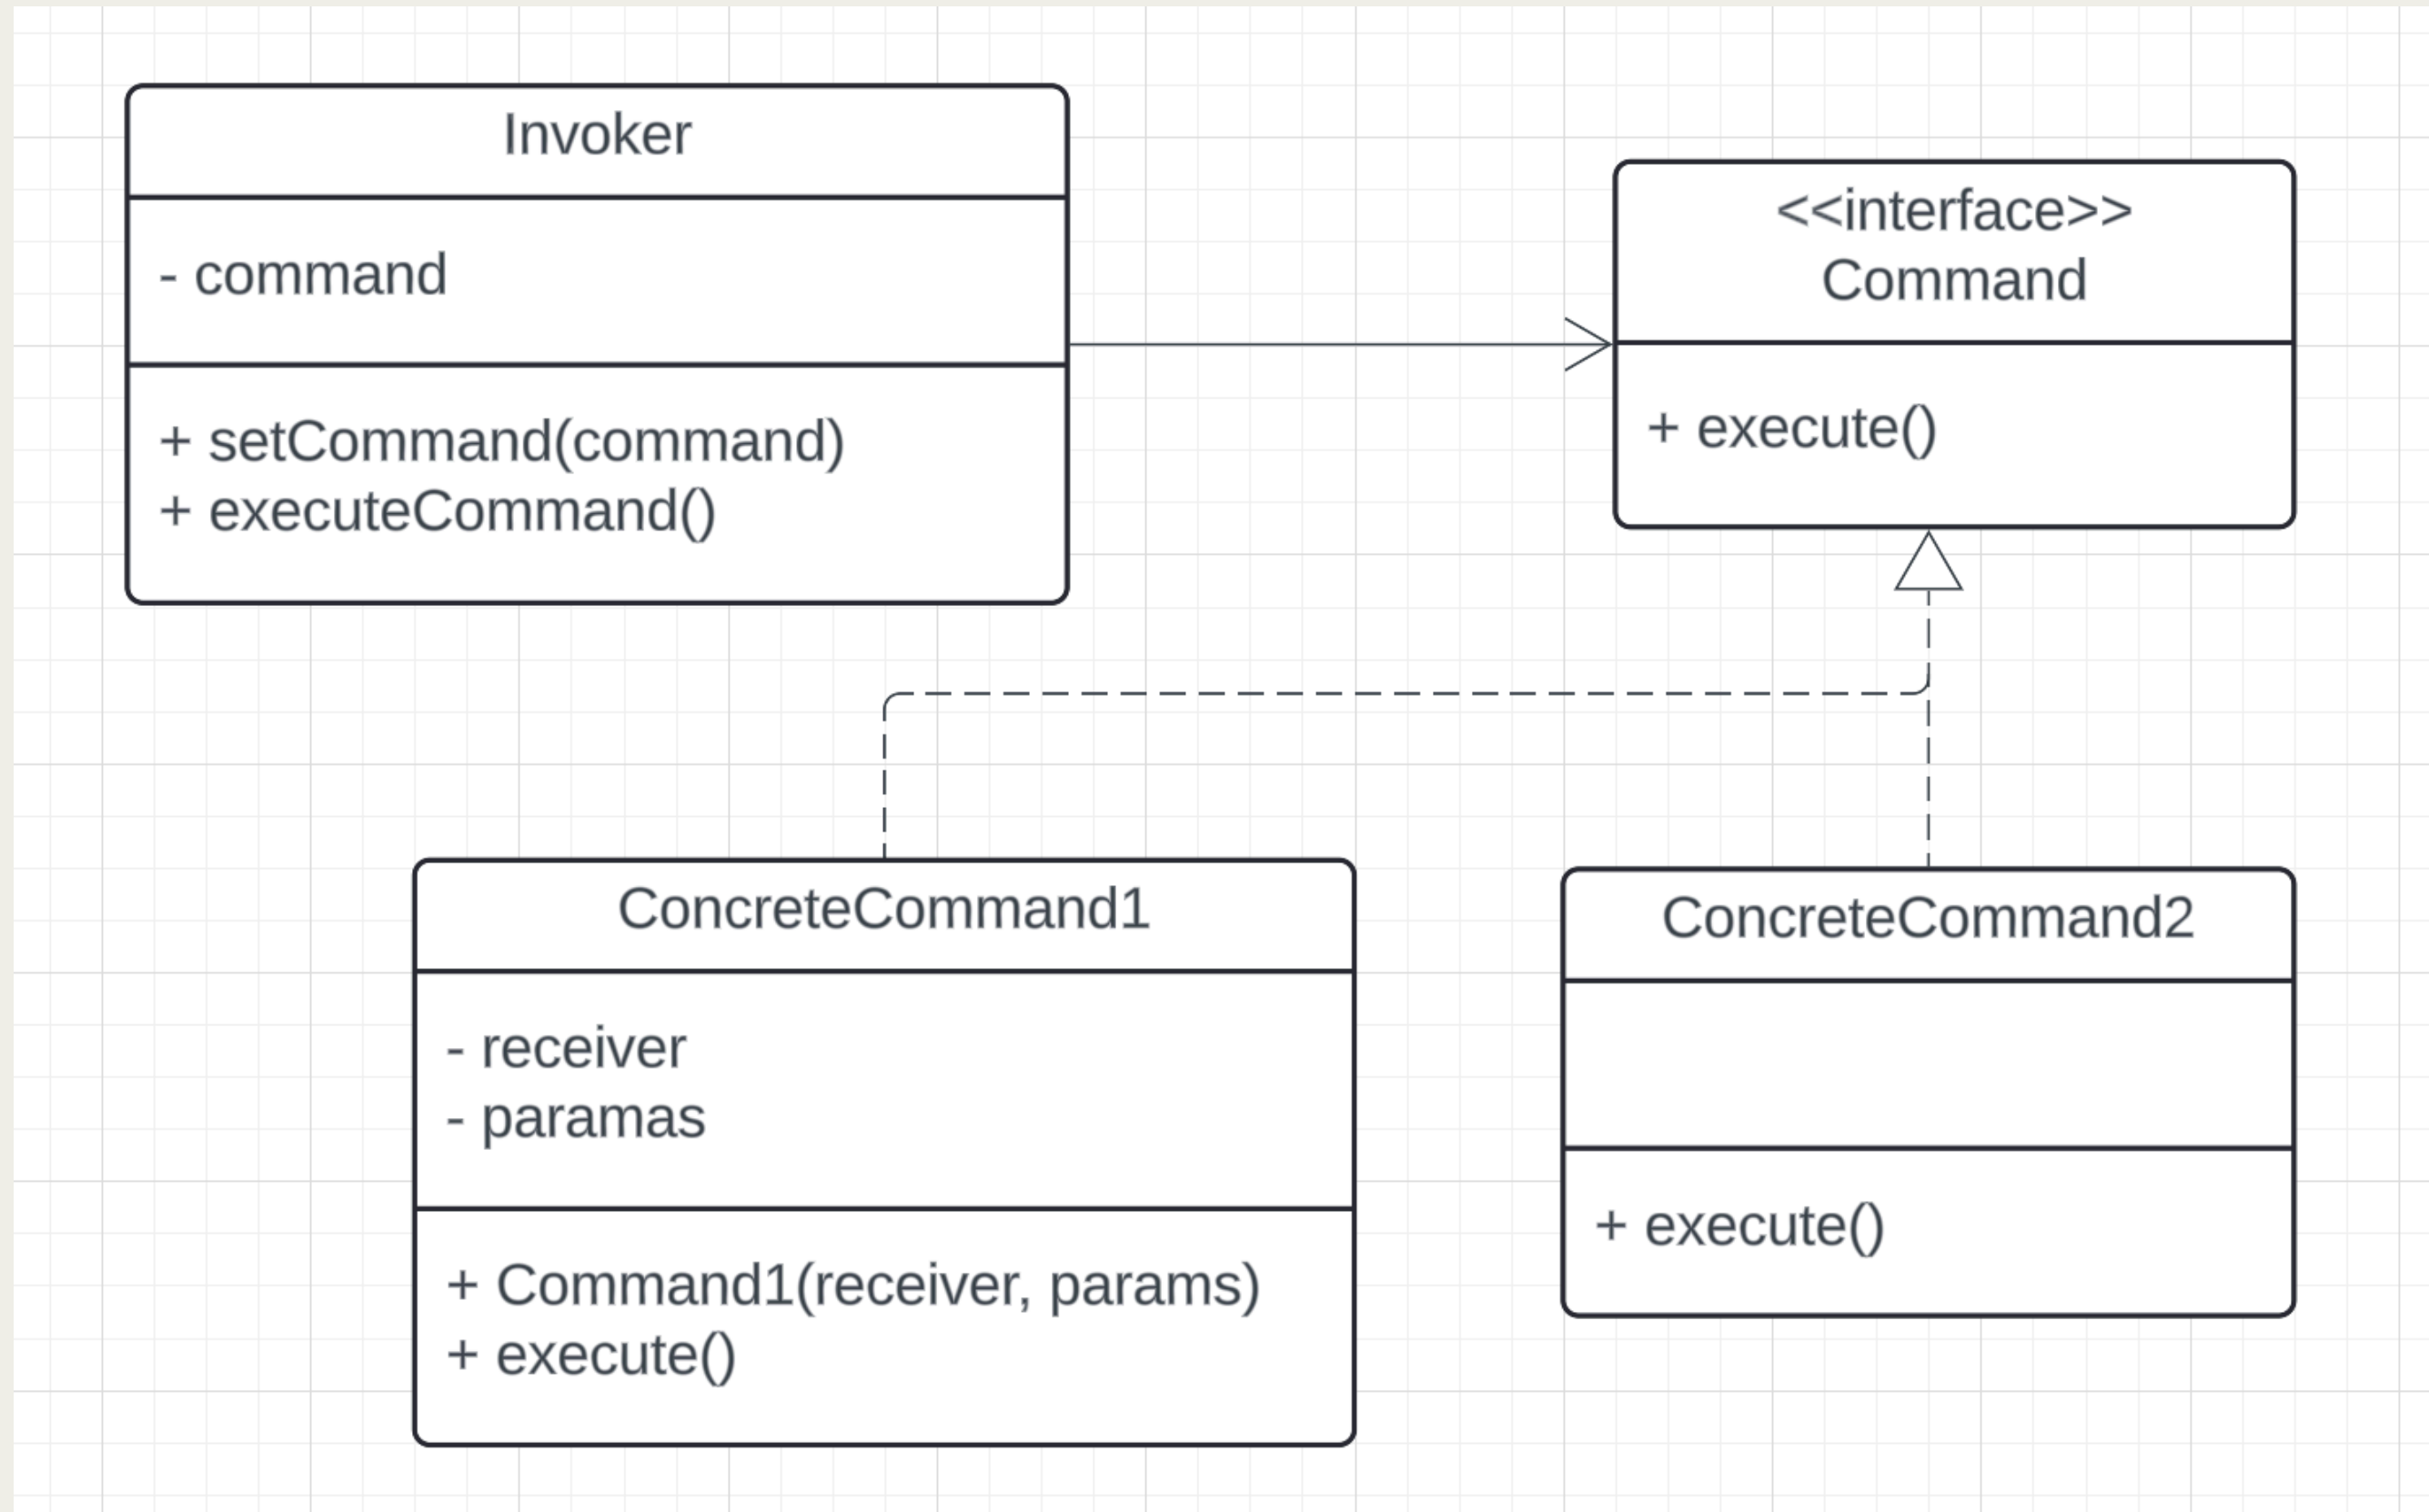 Invoker
- command
+ setCommand(command)
+ executeCommand()
<<interface>>
Command
+ execute()
ConcreteCommand1
- receiver
- paramas
+ Command1(receiver, params)
+ execute()
ConcreteCommand2
+ execute()